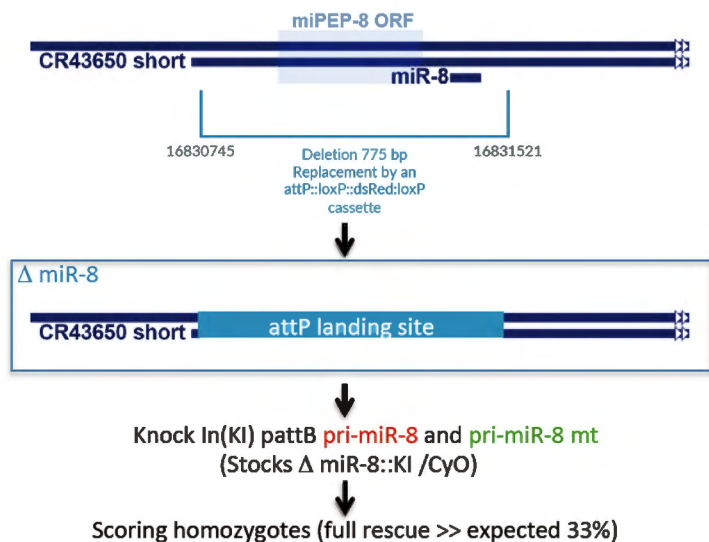 miPEP-8 ORF
CR43650 short
miR-8
16830745
16831521
Deletion 775 bp
Replacement by an
attP::loxP::dsRed:loxP
cassette
Δ miR-8
attP landing site
CR43650 short
Knock In(KI) pattB pri-miR-8 and pri-miR-8 mt
(Stocks Δ miR-8::KI /CyO)
Scoring homozygotes (full rescue >> expected 33%)